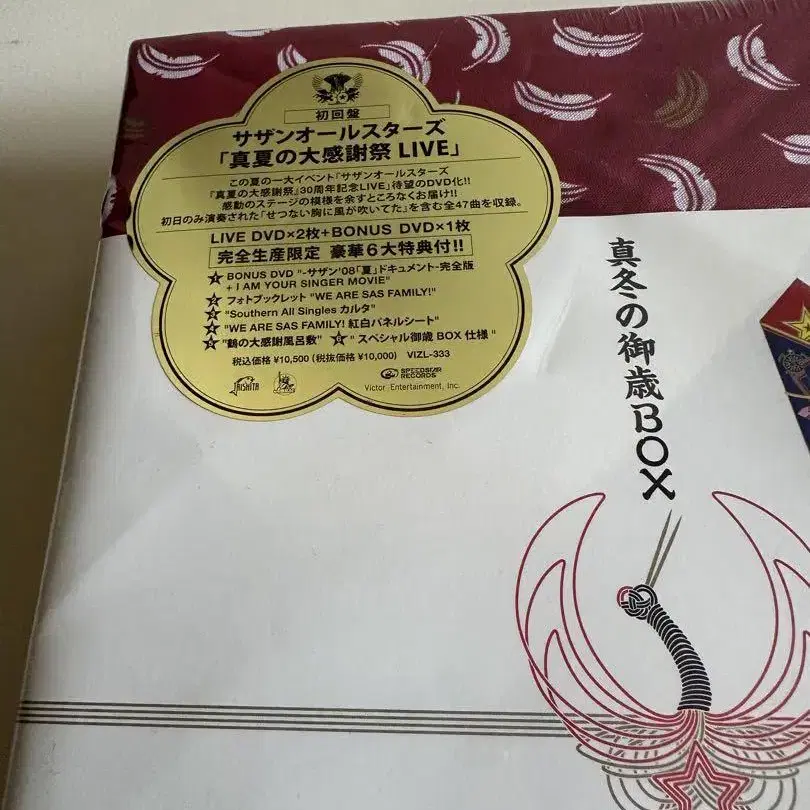 30
初回盤
サザンオールスターズ
「真夏の大感謝祭 LIVE」
この夏の一大イベント『サザンオールスターズ
『真夏の大感謝祭』30周年記念LIVE』待望のDVD化!!
感動のステージの模様を余すところなくお届け!!
初日のみ演奏された「せつない胸に風が吹いてた」を含む全47曲を収録。
LIVE DVD×2枚+BONUS DVD×1枚
完全生産限定 豪華6大特典付!!
BONUS DVD "-サザン'08「夏」ドキュメント-完全版
+ I AM YOUR SINGER MOVIE"
フォトブックレット "WE ARE SAS FAMILY!"
"Southern All Singles カルタ"
"WE ARE SAS FAMILY! 紅白パネルシート"
"鶴の大感謝風呂敷" "スペシャル御歳 BOX 仕様"
税込価格 ¥10,500 (税抜価格 ¥10,000) VIZL-333
TAISHITA
SPEEDSTAR RECORDS
Victor Entertainment, Inc.
真冬の御歳BOX